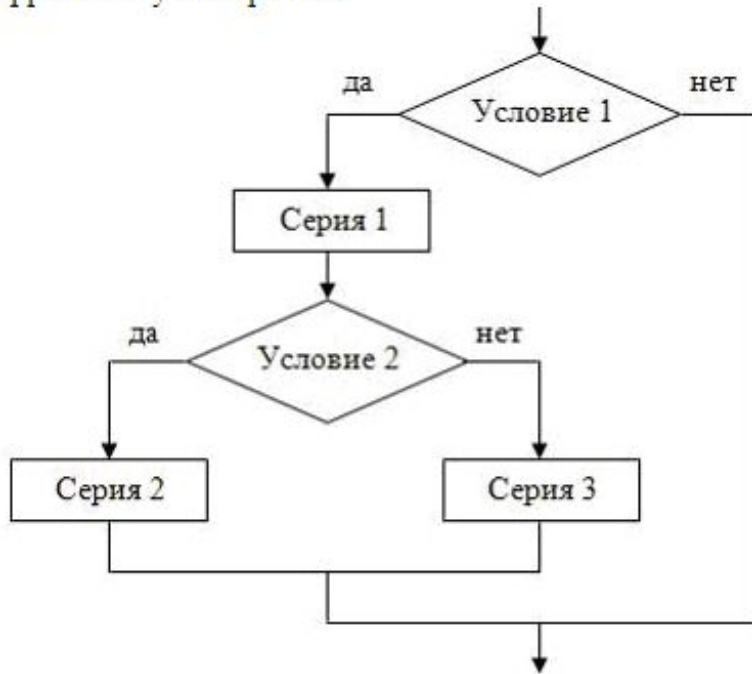 да
нет
Условие 1
Серия 1
да
нет
Условие 2
Серия 2
Серия 3